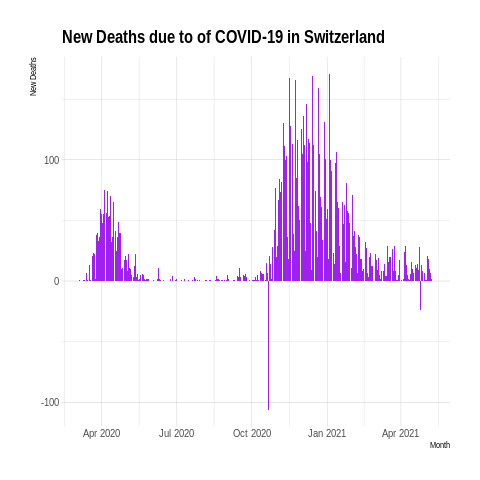 New Deaths due to of COVID-19 in Switzerland
New Deaths
100
0
-100
Apr 2020
Jul 2020
Oct 2020
Jan 2021
Apr 2021
Month